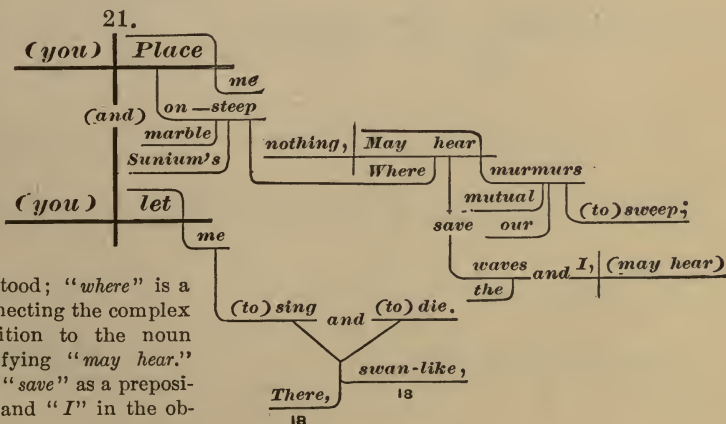 21.
(you) Place
me
(and) on steep
marble
Sunium's
nothing, May hear
Where
murmurs
mutual
(to) sweep;
save our
(you) let
me
waves and I, (may hear)
the
(to) sing and (to) die.
swan-like,
18
There,
18
stood; "where" is a
necting the complex
ition to the noun
fying "may hear."
"save" as a preposi-
and "I" in the ob-